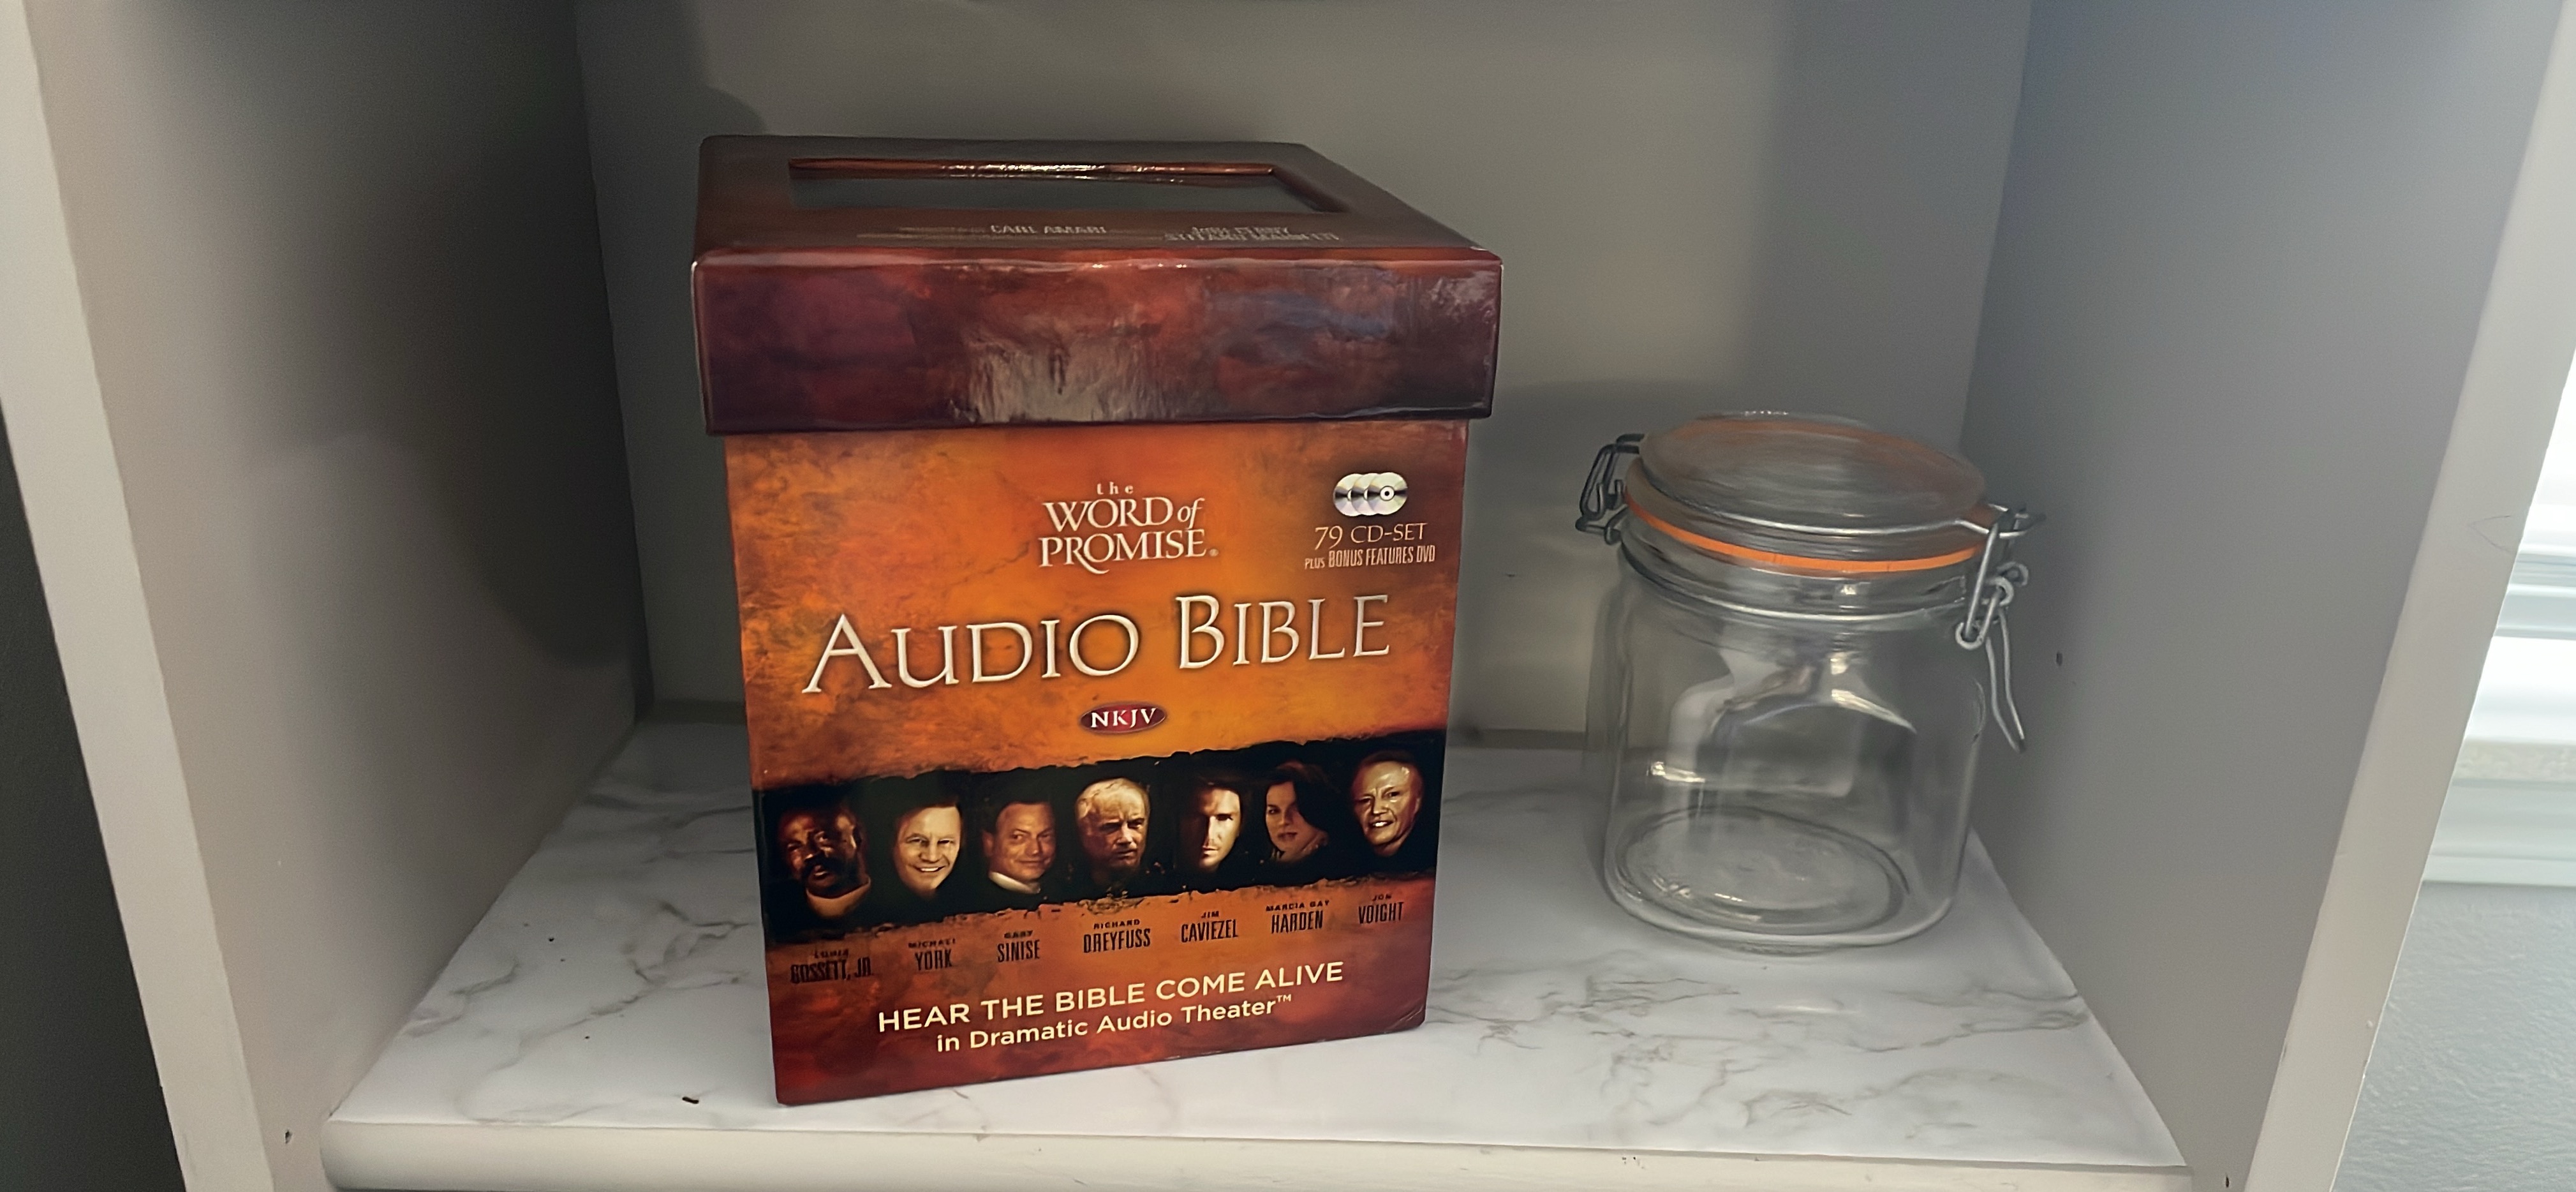 CARL AMARI
the
WORD of
PROMISE®
79 CD-SET
PLUS BONUS FEATURES DVD
AUDIO BIBLE
NKJV
LOUIS GOSSETT, JR.
MICHAEL YORK
GARY SINISE
RICHARD DREYFUSS
JIM CAVIEZEL
MARCIA GAY HARDEN
JON VOIGHT
HEAR THE BIBLE COME ALIVE
in Dramatic Audio Theater™